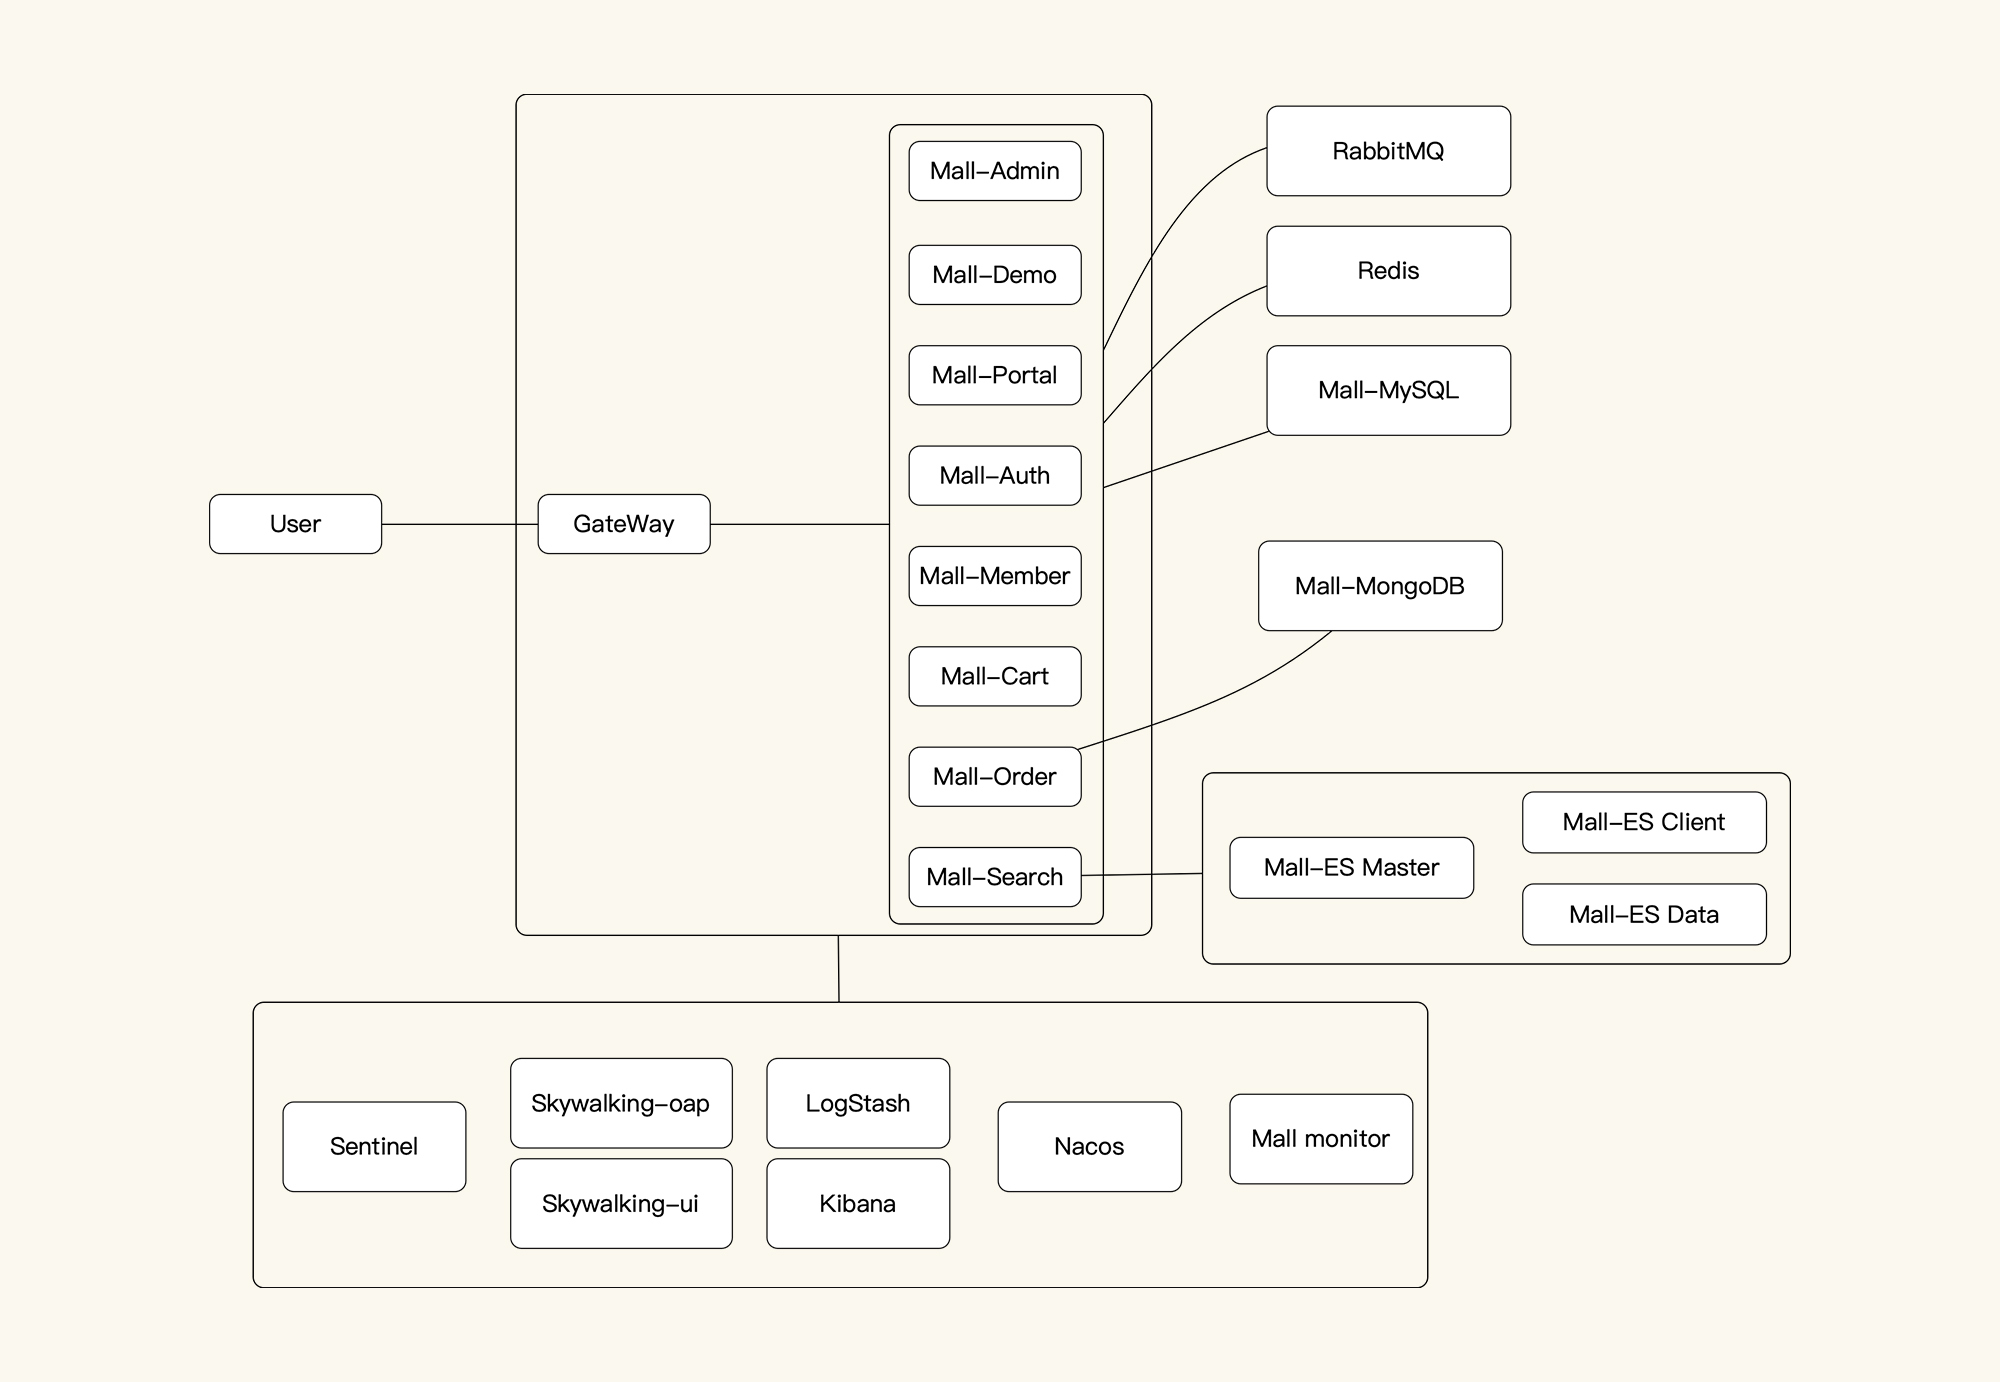 User
GateWay
Mall–Admin
Mall–Demo
Mall–Portal
Mall–Auth
Mall–Member
Mall–Cart
Mall–Order
Mall–Search
RabbitMQ
Redis
Mall–MySQL
Mall–MongoDB
Mall–ES Master
Mall–ES Client
Mall–ES Data
Sentinel
Skywalking–oap
Skywalking–ui
LogStash
Kibana
Nacos
Mall monitor